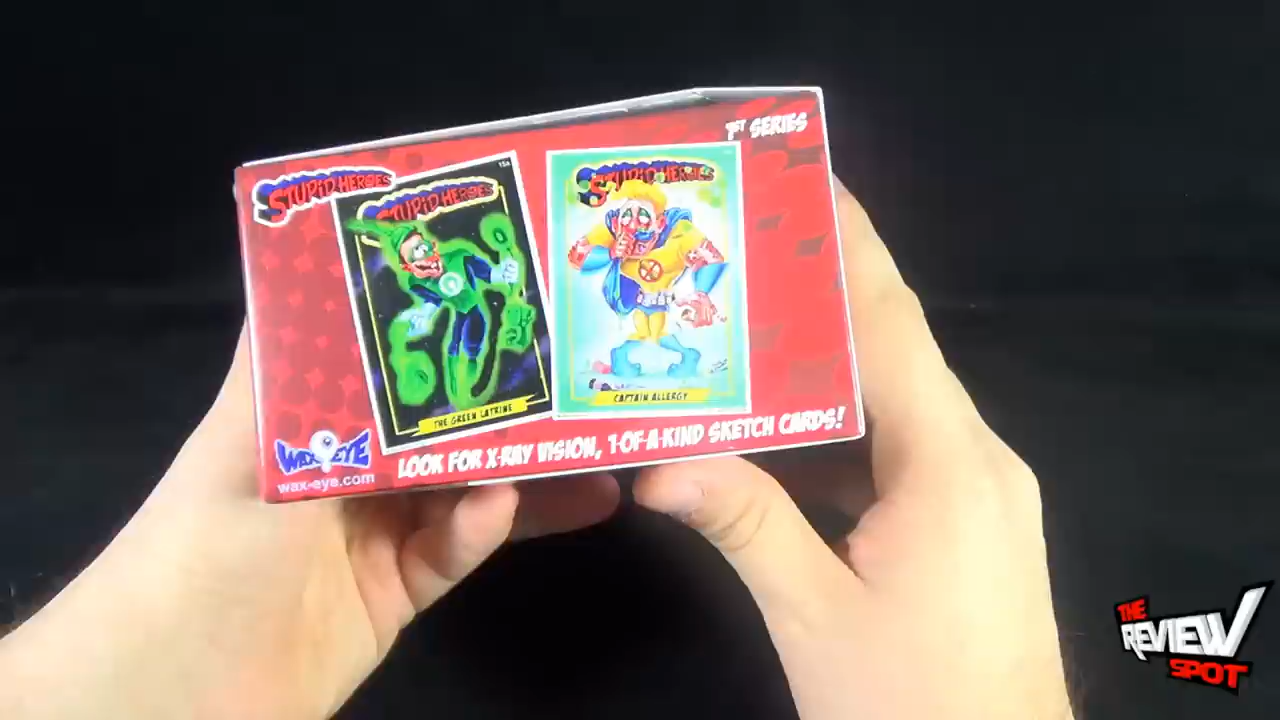 1ST SERIES
STUPID HEROES
15a
STUPID HEROES
THE GREEN LATRINE
STUPID HEROES
CAPTAIN ALLERGY
WAX-EYE
wax-eye.com
LOOK FOR X-RAY VISION, 1-OF-A-KIND SKETCH CARDS!
THE
REVIEW
SPOT